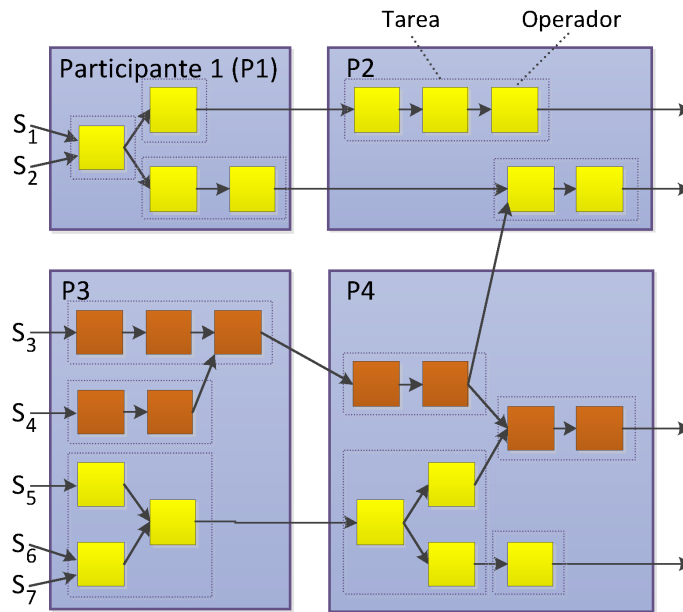 Tarea
Operador
Participante 1 (P1)
P2
S1
S2
P3
P4
S3
S4
S5
S6
S7